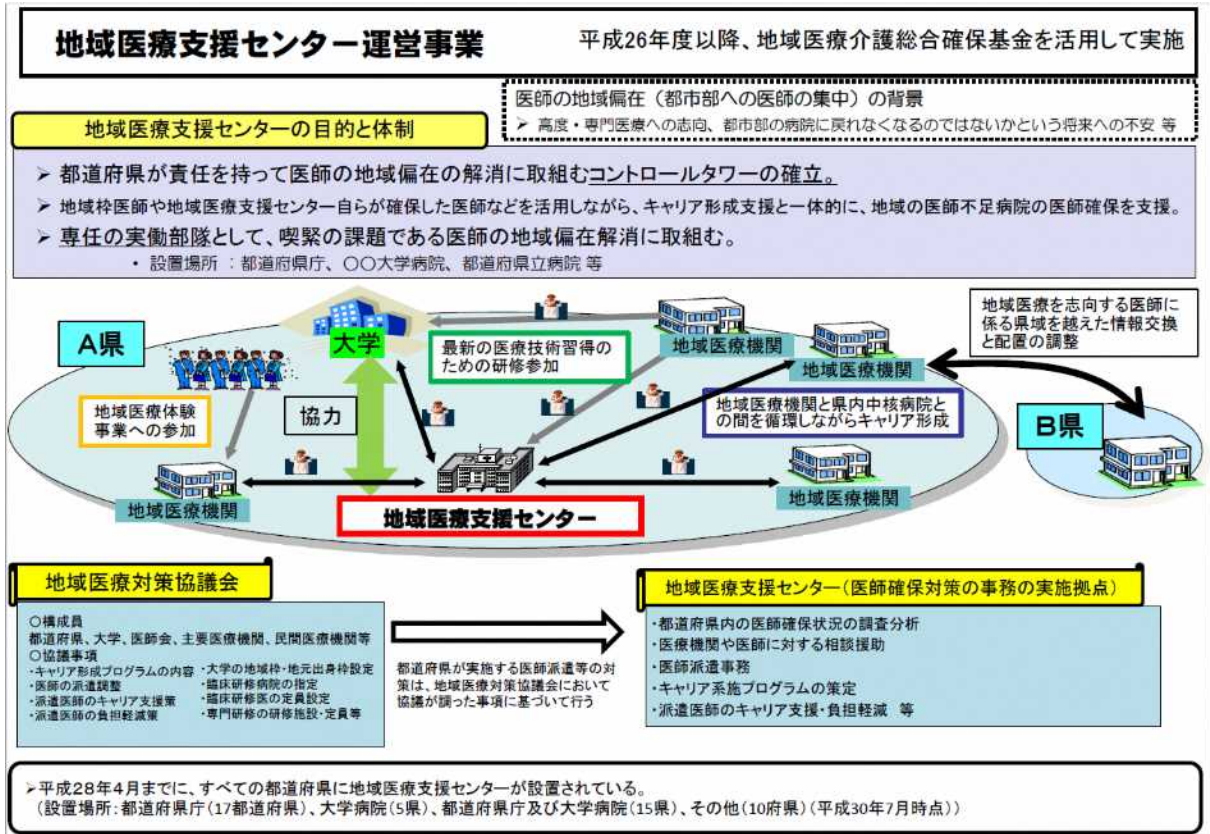 地域医療支援センター運営事業
平成26年度以降、地域医療介護総合確保基金を活用して実施
医師の地域偏在（都市部への医師の集中）の背景
➢ 高度・専門医療への志向、都市部の病院に戻れなくなるのではないかという将来への不安 等
地域医療支援センターの目的と体制
➢ 都道府県が責任を持って医師の地域偏在の解消に取組むコントロールタワーの確立。
➢ 地域枠医師や地域医療支援センター自らが確保した医師などを活用しながら、キャリア形成支援と一体的に、地域の医師不足病院の医師確保を支援。
➢ 専任の実働部隊として、喫緊の課題である医師の地域偏在解消に取組む。
・ 設置場所 ：都道府県庁、○○大学病院、都道府県立病院 等
A県
大学
最新の医療技術習得の
ための研修参加
地域医療機関
地域医療機関
地域医療を志向する医師に
係る県域を越えた情報交換
と配置の調整
地域医療体験
事業への参加
協力
地域医療機関と県内中核病院と
の間を循環しながらキャリア形成
B県
地域医療機関
地域医療機関
地域医療支援センター
地域医療対策協議会
○構成員
都道府県、大学、医師会、主要医療機関、民間医療機関等
○協議事項
・キャリア形成プログラムの内容
・医師の派遣調整
・派遣医師のキャリア支援策
・派遣医師の負担軽減策
・大学の地域枠・地元出身枠設定
・臨床研修病院の指定
・臨床研修医の定員設定
・専門研修の研修施設・定員等
都道府県が実施する医師派遣等の対
策は、地域医療対策協議会において
協議が調った事項に基づいて行う
地域医療支援センター（医師確保対策の事務の実施拠点）
・都道府県内の医師確保状況の調査分析
・医療機関や医師に対する相談援助
・医師派遣事務
・キャリア系施プログラムの策定
・派遣医師のキャリア支援・負担軽減 等
➢平成28年4月までに、すべての都道府県に地域医療支援センターが設置されている。
（設置場所：都道府県庁（17都道府県）、大学病院（5県）、都道府県庁及び大学病院（15県）、その他（10府県）（平成30年7月時点））